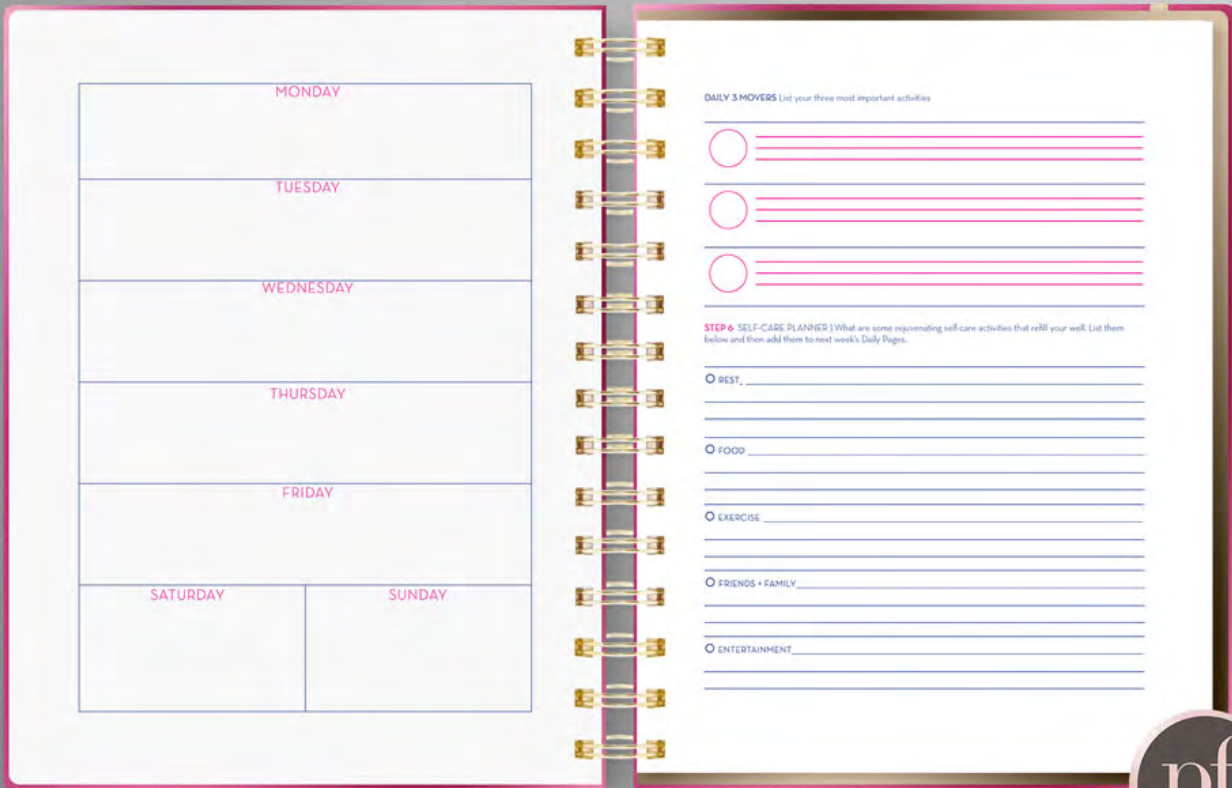 MONDAY
TUESDAY
WEDNESDAY
THURSDAY
FRIDAY
SATURDAY SUNDAY
DAILY 3 MOVERS List your three most important activities
STEP 6 SELF-CARE PLANNER | What are some rejuvenating self-care activities that refill your well. List them
below and then add them to next week's Daily Pages.
REST
FOOD
EXERCISE
FRIENDS + FAMILY
ENTERTAINMENT
pf